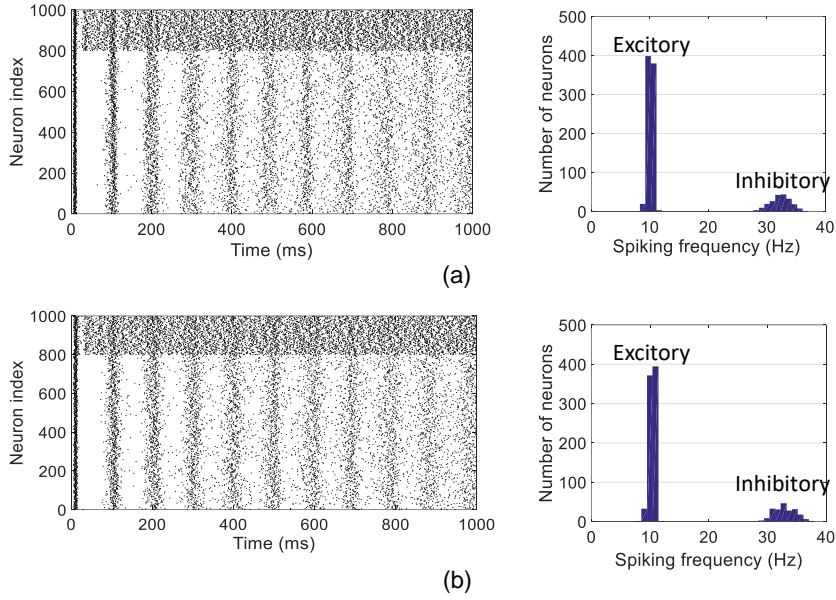 1000
800
600
400
200
0
Neuron index
0 200 400 600 800 1000
Time (ms)
500
400
300
200
100
0
Number of neurons
Excitory
Inhibitory
0 10 20 30 40
Spiking frequency (Hz)
(a)
1000
800
600
400
200
0
Neuron index
0 200 400 600 800 1000
Time (ms)
500
400
300
200
100
0
Number of neurons
Excitory
Inhibitory
0 10 20 30 40
Spiking frequency (Hz)
(b)